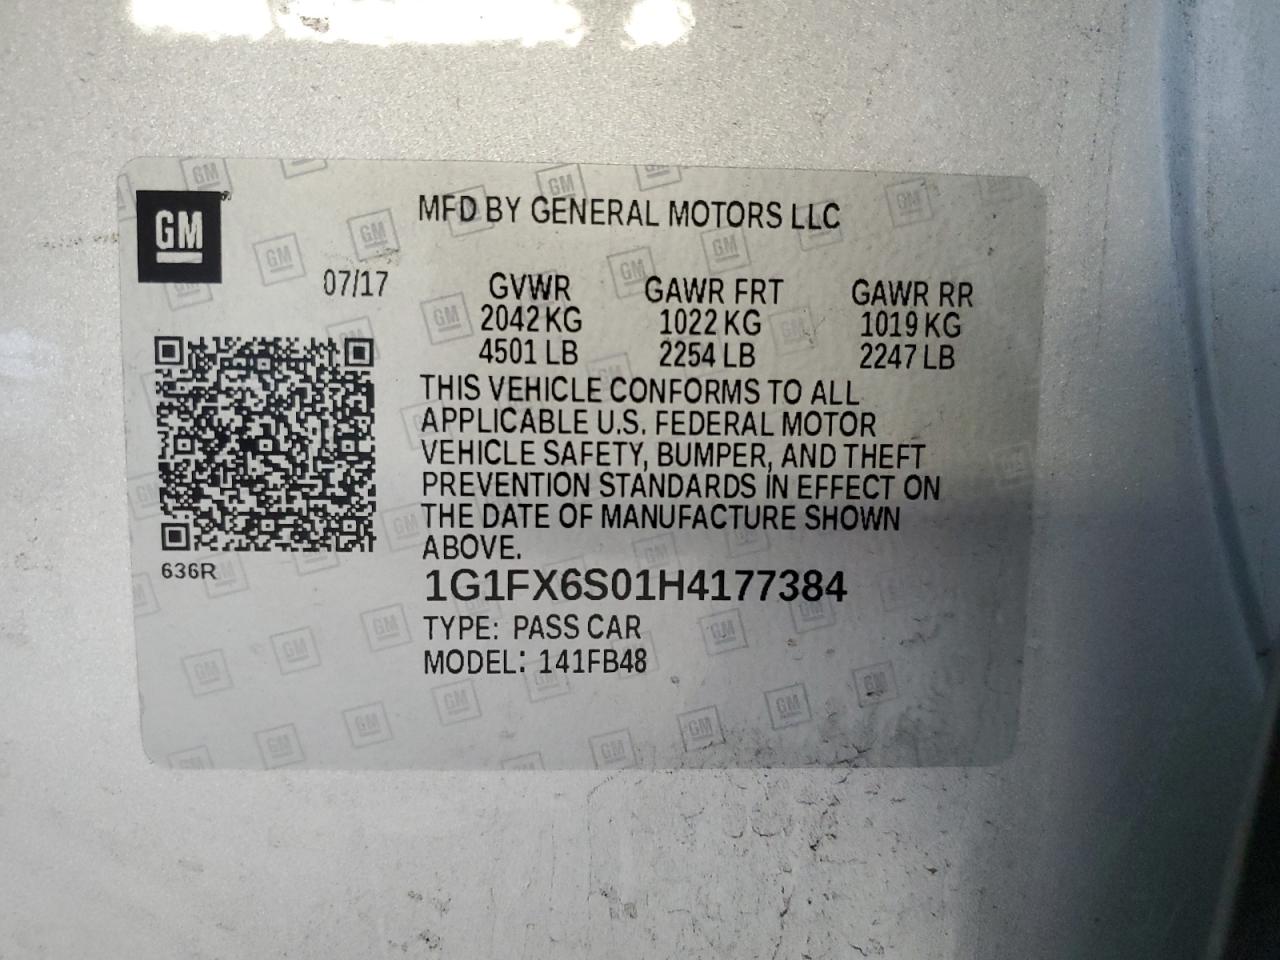 GM
MFD BY GENERAL MOTORS LLC
07/17
GVWR GAWR FRT GAWR RR
2042 KG 1022 KG 1019 KG
4501 LB 2254 LB 2247 LB
THIS VEHICLE CONFORMS TO ALL
APPLICABLE U.S. FEDERAL MOTOR
VEHICLE SAFETY, BUMPER, AND THEFT
PREVENTION STANDARDS IN EFFECT ON
THE DATE OF MANUFACTURE SHOWN
ABOVE.
636R
1G1FX6S01H4177384
TYPE: PASS CAR
MODEL: 141FB48